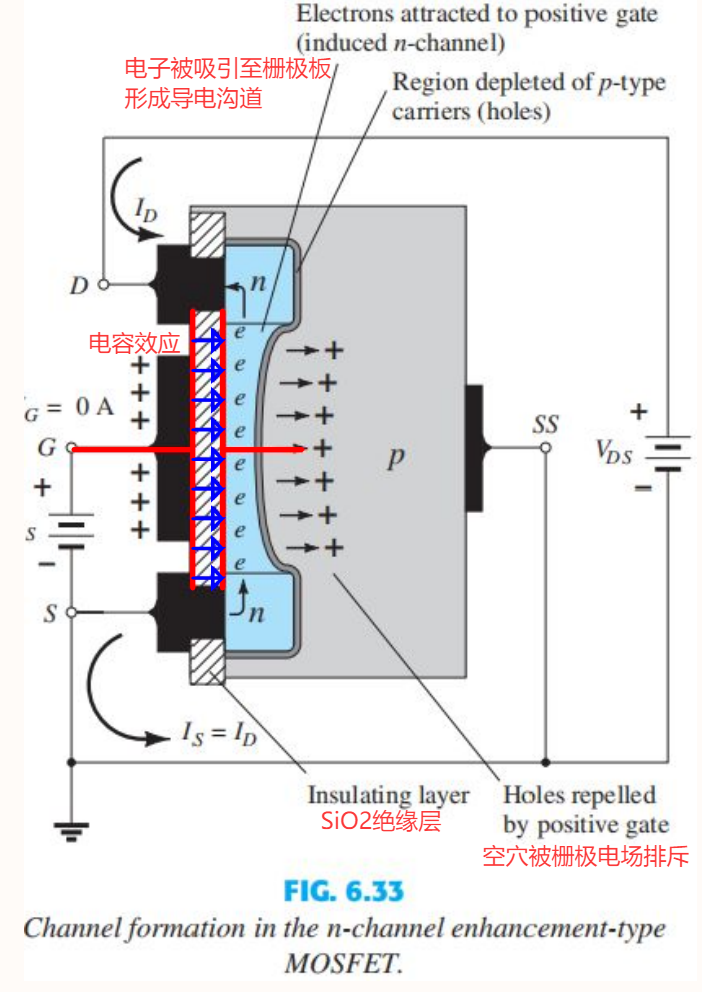 Electrons attracted to positive gate
(induced n-channel)
电子被吸引至栅极板
形成导电沟道
Region depleted of p-type
carriers (holes)
I_D
D
n
电容效应
e
e
e
e
e
e
e
e
+
+
+
+
+
+
+
+
+
+
+
+
+
G = 0 A
G
+
S
−
p
SS
+
V_DS
−
S
n
I_S = I_D
Insulating layer
SiO2绝缘层
Holes repelled
by positive gate
空穴被栅极电场排斥
FIG. 6.33
Channel formation in the n-channel enhancement-type
MOSFET.